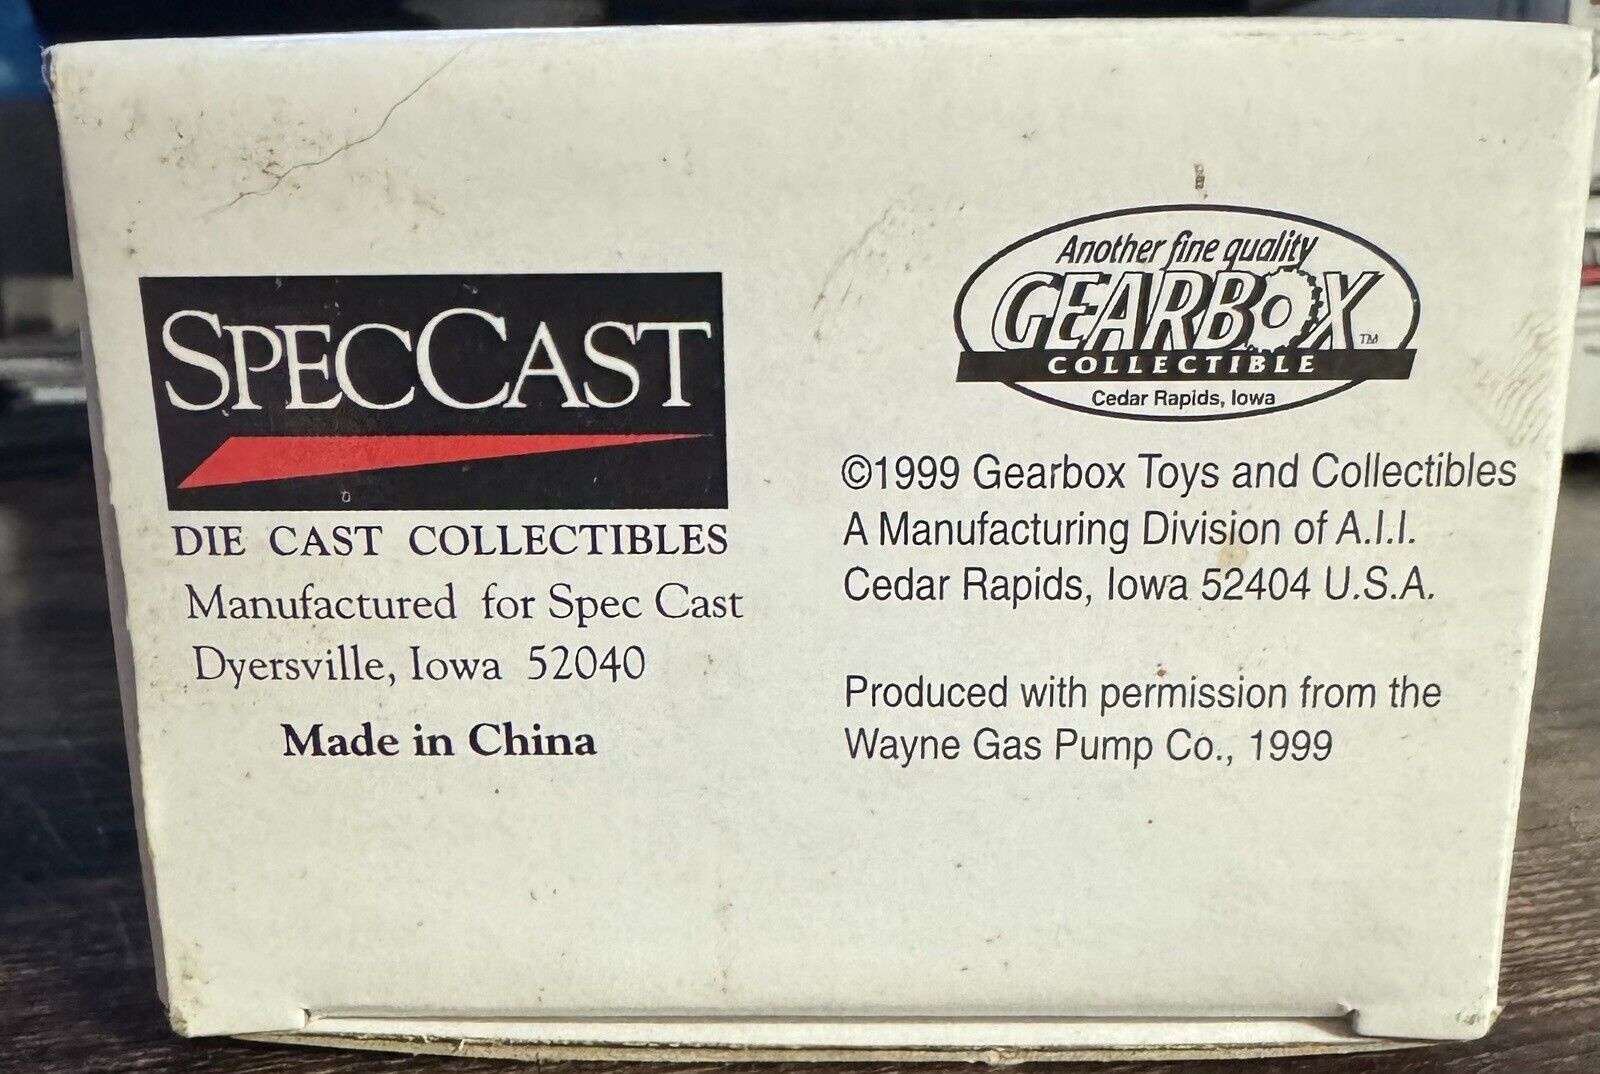 SPECCAST
DIE CAST COLLECTIBLES
Manufactured for Spec Cast
Dyersville, Iowa 52040
Made in China
Another fine quality
GEARBOX TM
COLLECTIBLE
Cedar Rapids, Iowa
©1999 Gearbox Toys and Collectibles
A Manufacturing Division of A.I.I.
Cedar Rapids, Iowa 52404 U.S.A.
Produced with permission from the
Wayne Gas Pump Co., 1999